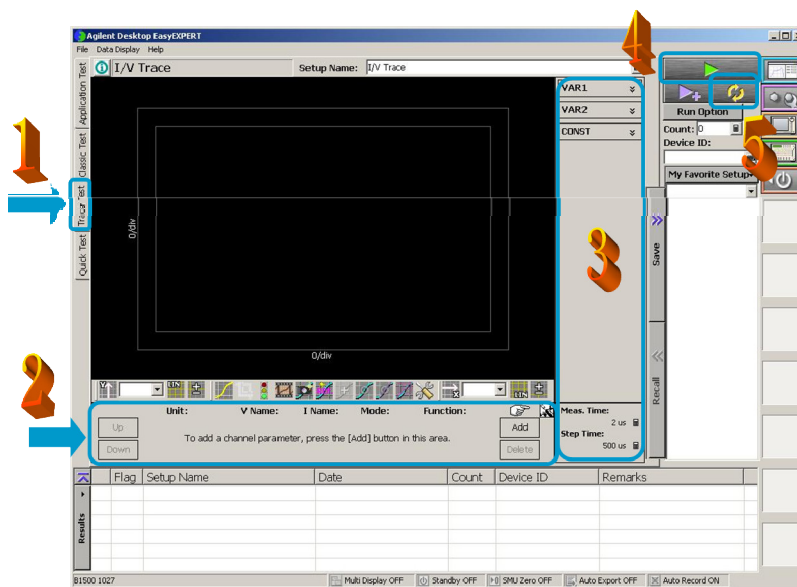 Agilent Desktop EasyEXPERT
File Data Display Help
I/V Trace
Setup Name: I/V Trace
Application Test
Classic Test
Tracer Test
Quick Test
1
2
3
4
5
0/div
0/div
VAR1
VAR2
CONST
Run Option
Count: 0
Device ID:
My Favorite Setup
Save
Recall
Y
LIN
X
LIN
Unit: V Name: I Name: Mode: Function:
Up
Down
To add a channel parameter, press the [Add] button in this area.
Add
Delete
Meas. Time:
2 us
Step Time:
500 us
Results
Flag Setup Name Date Count Device ID Remarks
B1500 1027
Multi Display OFF Standby OFF SMU Zero OFF Auto Export OFF Auto Record ON